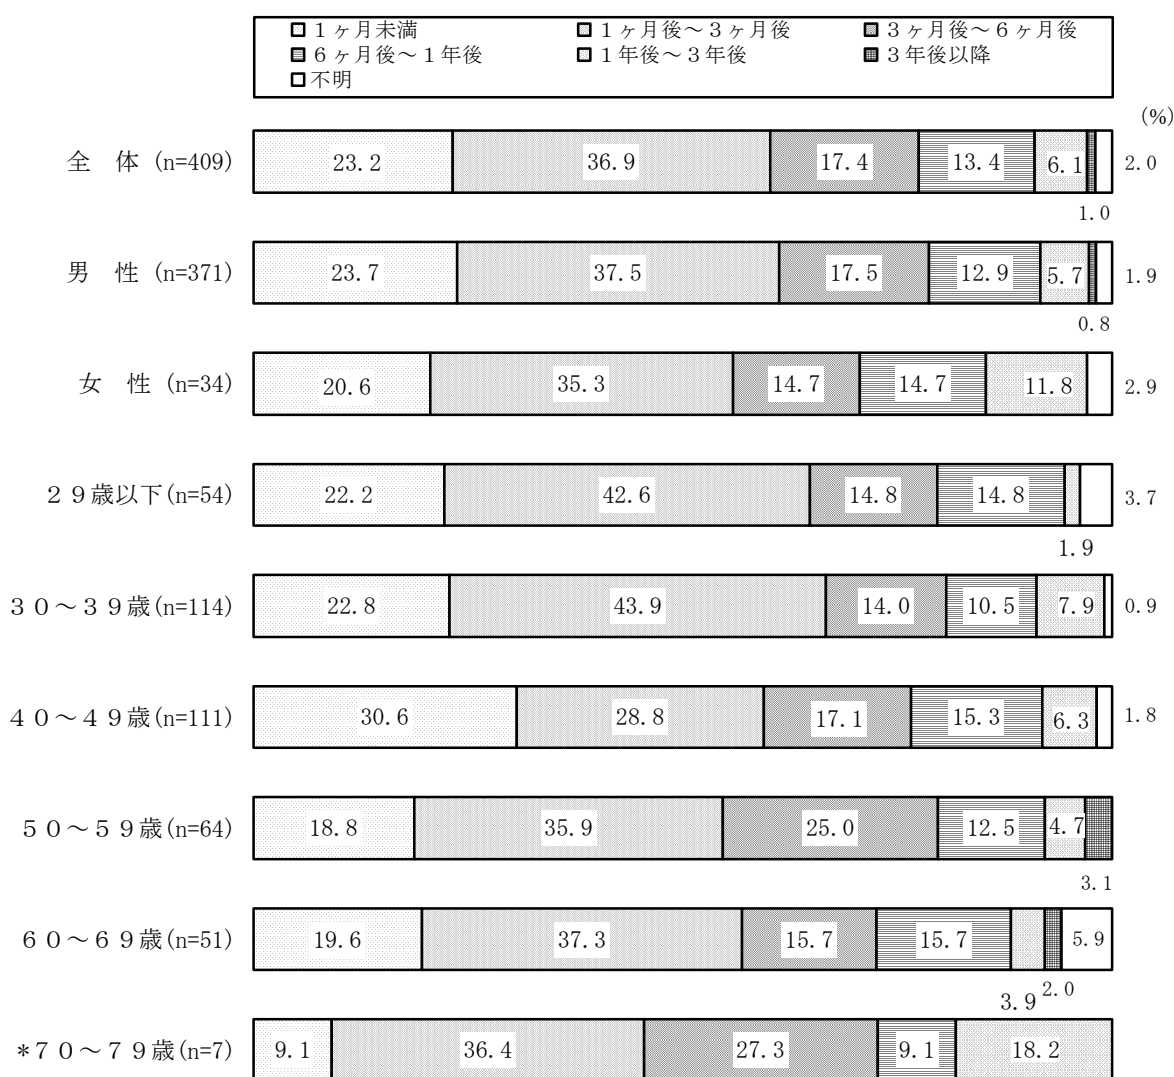 １ヶ月未満 １ヶ月後～３ヶ月後 ３ヶ月後～６ヶ月後
６ヶ月後～１年後 １年後～３年後 ３年後以降
不明
(%)
全　体 (n=409) 23.2 36.9 17.4 13.4 6.1 2.0
1.0
男　性 (n=371) 23.7 37.5 17.5 12.9 5.7 1.9
0.8
女　性 (n=34) 20.6 35.3 14.7 14.7 11.8 2.9
２９歳以下(n=54) 22.2 42.6 14.8 14.8 3.7
1.9
３０～３９歳(n=114) 22.8 43.9 14.0 10.5 7.9 0.9
４０～４９歳(n=111) 30.6 28.8 17.1 15.3 6.3 1.8
５０～５９歳(n=64) 18.8 35.9 25.0 12.5 4.7
3.1
６０～６９歳(n=51) 19.6 37.3 15.7 15.7 5.9
3.9 2.0
*７０～７９歳(n=7) 9.1 36.4 27.3 9.1 18.2